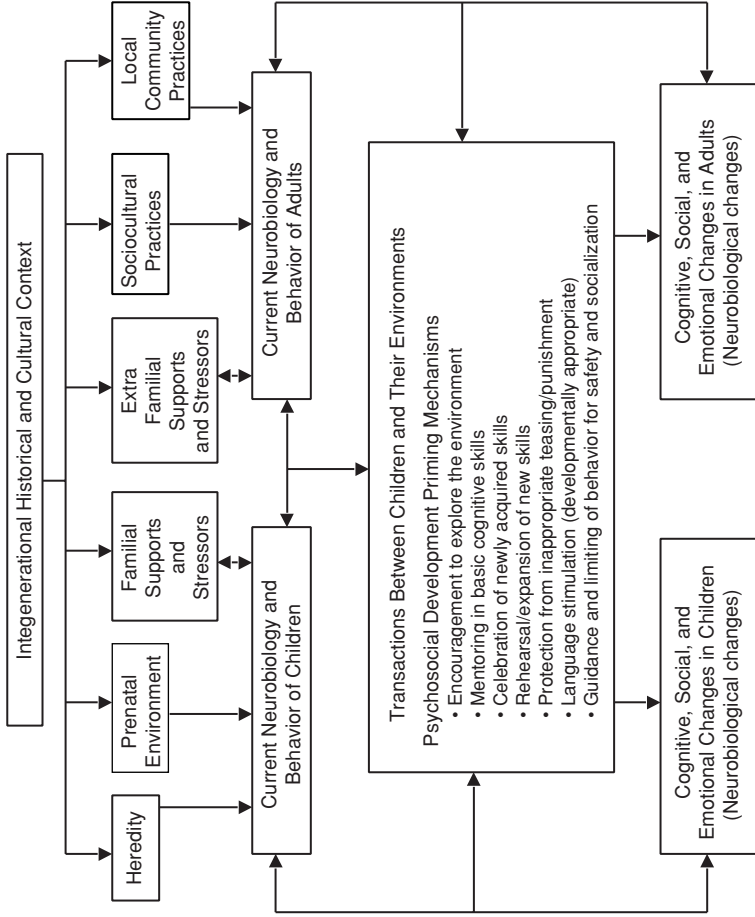 Integenerational Historical and Cultural Context
Heredity
Prenatal
Environment
Familial
Supports
and
Stressors
Extra
Familial
Supports
and Stressors
Sociocultural
Practices
Local
Community
Practices
Current Neurobiology and
Behavior of Children
Current Neurobiology and
Behavior of Adults
Transactions Between Children and Their Environments
Psychosocial Development Priming Mechanisms
• Encouragement to explore the environment
• Mentoring in basic cognitive skills
• Celebration of newly acquired skills
• Rehearsal/expansion of new skills
• Protection from inappropriate teasing/punishment
• Language stimulation (developmentally appropriate)
• Guidance and limiting of behavior for safety and socialization
Cognitive, Social, and
Emotional Changes in Children
(Neurobiological changes)
Cognitive, Social, and
Emotional Changes in Adults
(Neurobiological changes)